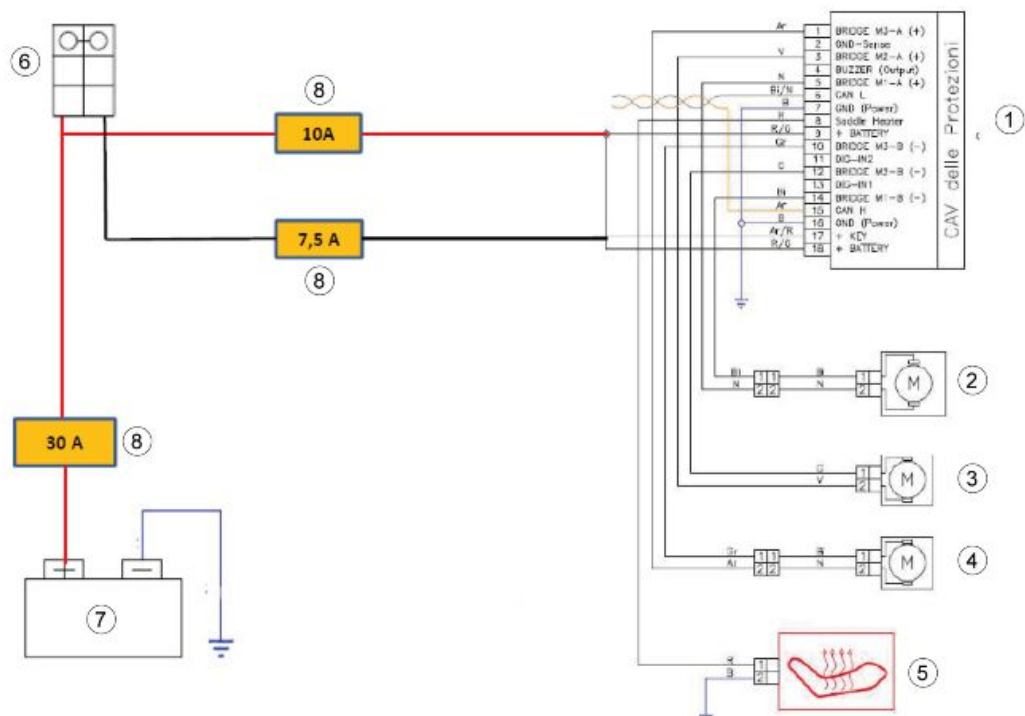 6
8
10A
7,5 A
8
30 A
8
7
Ar
V
N
Bi/N
B
R
R/G
Gr
G
Bi
Ar
B
Ar/R
R/G
1 BRIDGE M3-A (+)
2 GND-Sense
3 BRIDGE M2-A (+)
4 BUZZER (Output)
5 BRIDGE M1-A (+)
6 CAN L
7 GND (Power)
8 Saddle Heater
9 + BATTERY
10 BRIDGE M3-B (-)
11 DIG-IN2
12 BRIDGE M2-B (-)
13 DIG-IN1
14 BRIDGE M1-B (-)
15 CAN H
16 GND (Power)
17 + KEY
18 + BATTERY
CAV delle Protezioni
1
Bi 1 1 Bi 1
N 2 2 N 2
M
2
G 1
V 2
M
3
Gr 1 1 Bi 1
Ar 2 2 N 2
M
4
R 1
B 2
5